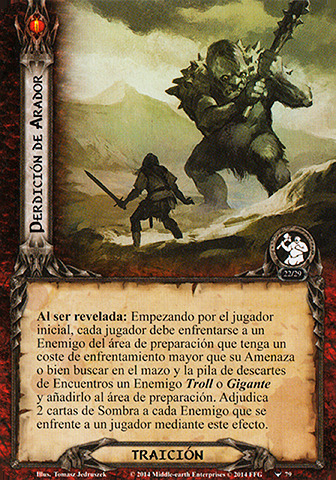 PERDICIÓN DE ARADOR
22/29
Al ser revelada: Empezando por el jugador
inicial, cada jugador debe enfrentarse a un
Enemigo del área de preparación que tenga un
coste de enfrentamiento mayor que su Amenaza
o bien buscar en el mazo y la pila de descartes
de Encuentros un Enemigo Troll o Gigante
y añadirlo al área de preparación. Adjudica
2 cartas de Sombra a cada Enemigo que se
enfrente a un jugador mediante este efecto.
TRAICIÓN
Illus. Tomasz Jedruszek © 2014 Middle-earth Enterprises © 2014 FFG 79